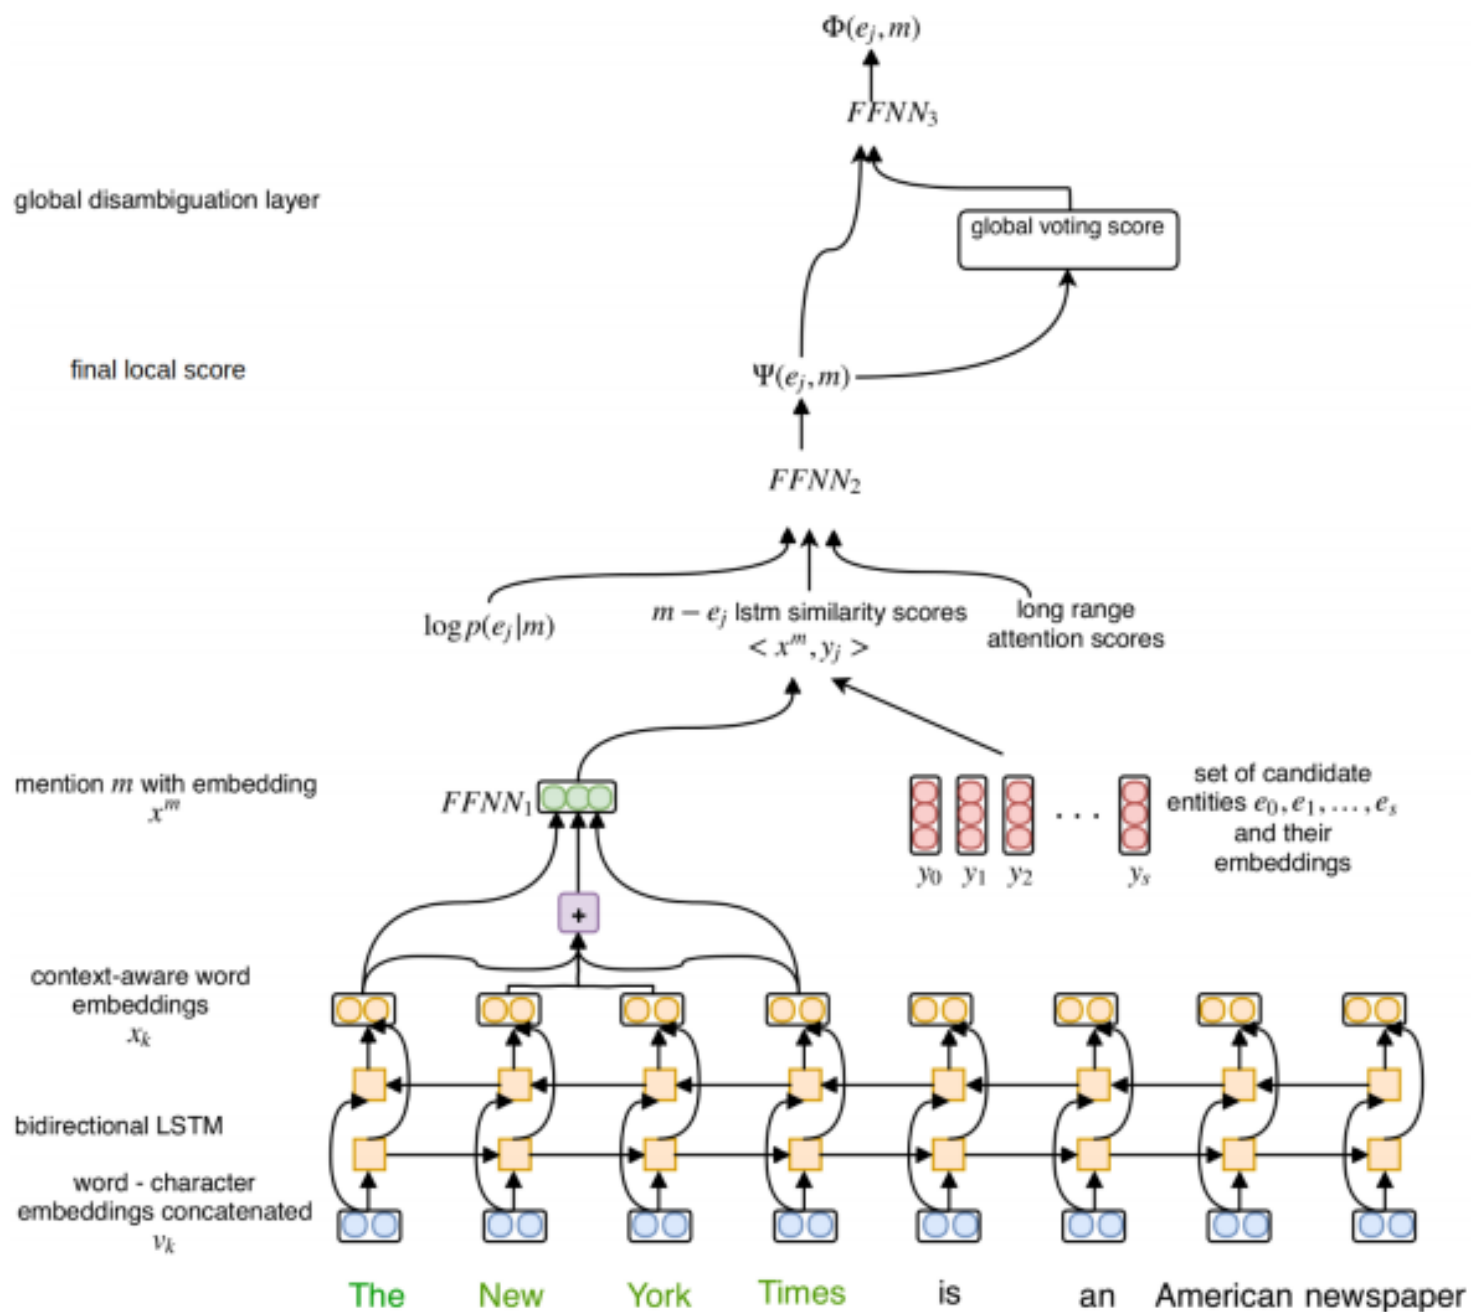 Φ(e_j, m)
FFNN_3
global disambiguation layer
global voting score
final local score
Ψ(e_j, m)
FFNN_2
log p(e_j|m)
m − e_j lstm similarity scores
< x^m, y_j >
long range
attention scores
mention m with embedding
x^m
FFNN_1
set of candidate
entities e_0, e_1, ..., e_s
and their
embeddings
y_0 y_1 y_2 ... y_s
+
context-aware word
embeddings
x_k
bidirectional LSTM
word - character
embeddings concatenated
v_k
The New York Times is an American newspaper